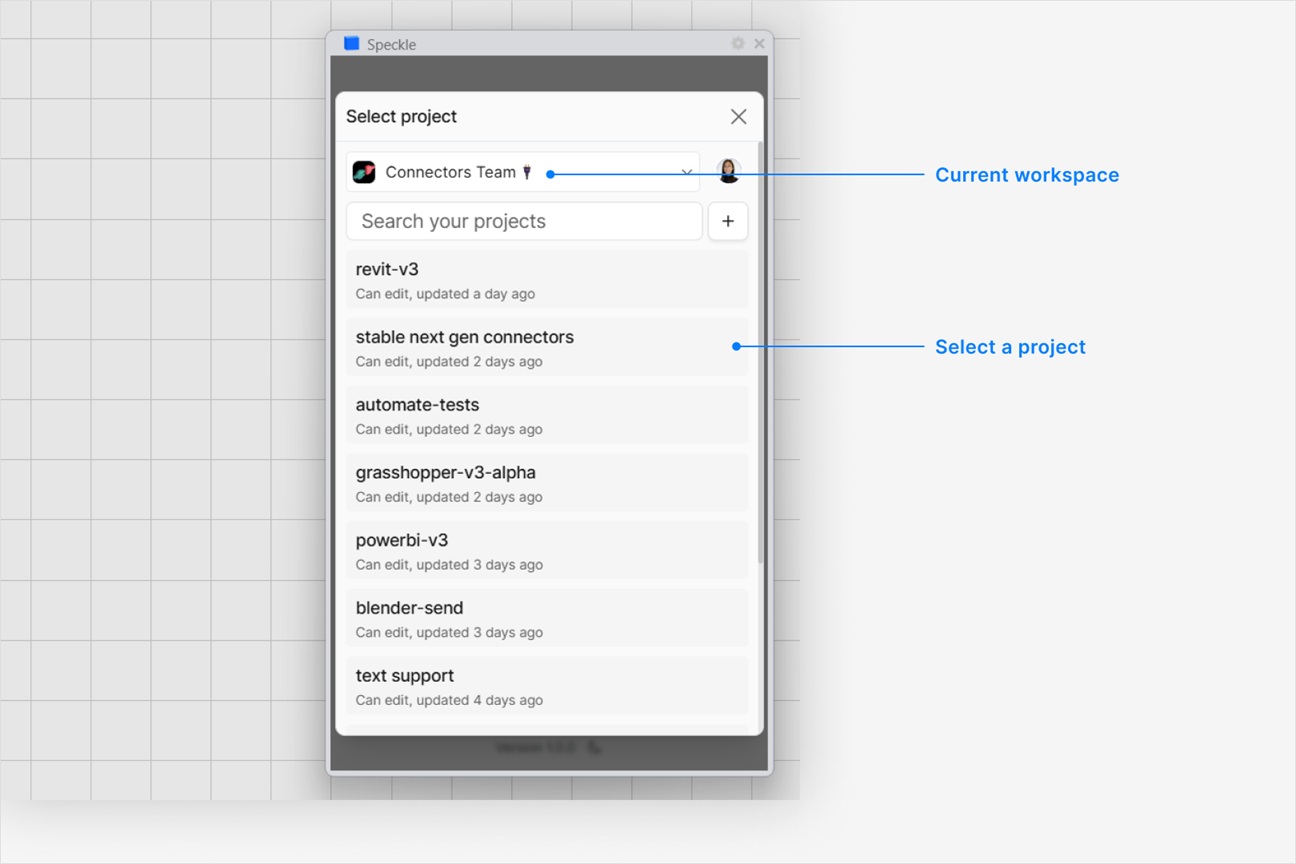 Speckle
Select project
Connectors Team
Current workspace
Search your projects
+
revit-v3
Can edit, updated a day ago
stable next gen connectors
Can edit, updated 2 days ago
Select a project
automate-tests
Can edit, updated 2 days ago
grasshopper-v3-alpha
Can edit, updated 2 days ago
powerbi-v3
Can edit, updated 3 days ago
blender-send
Can edit, updated 3 days ago
text support
Can edit, updated 4 days ago